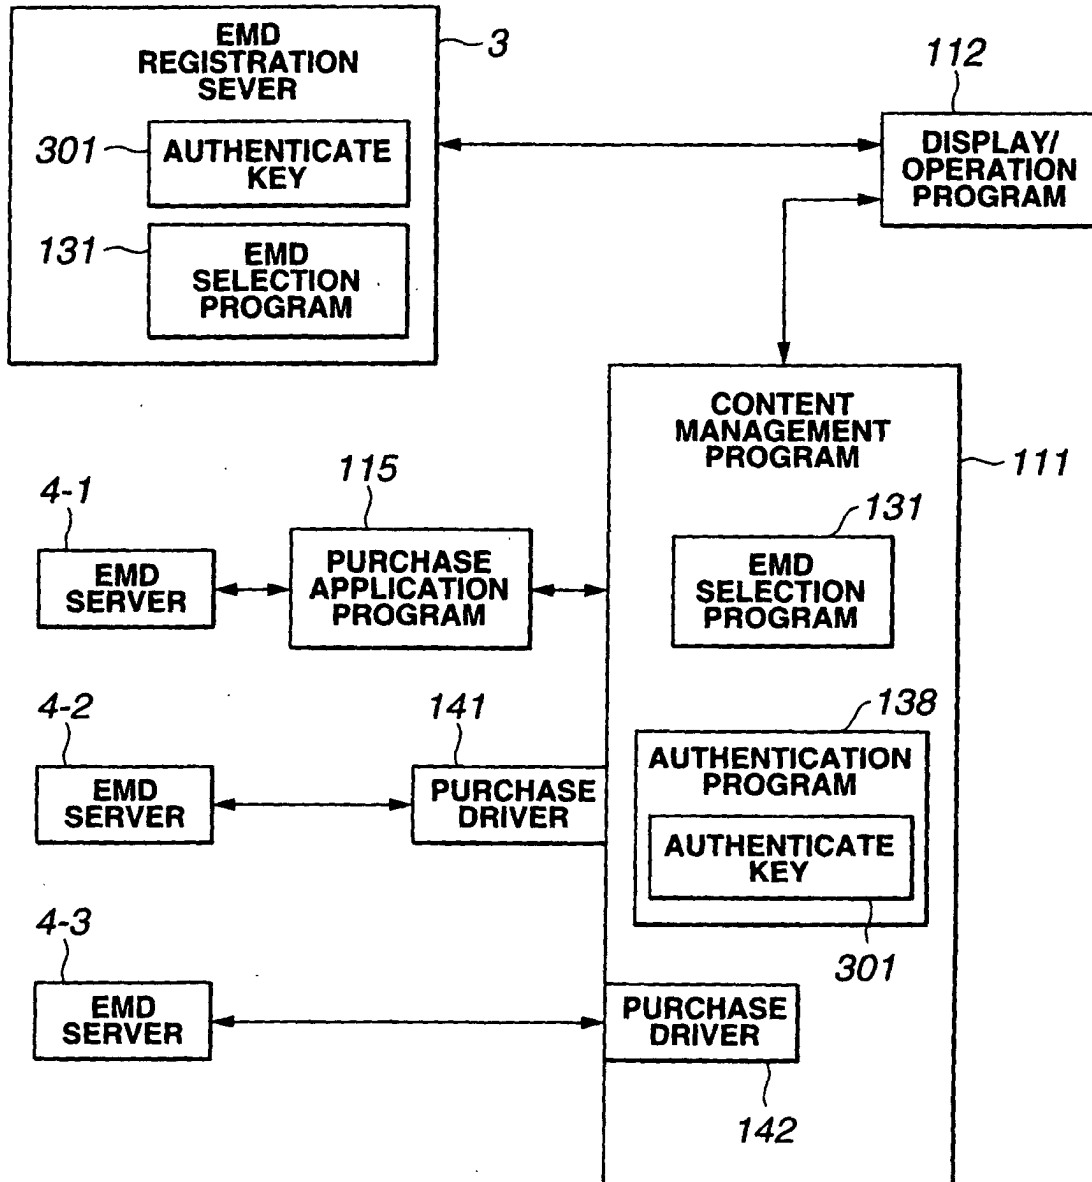 EMD
REGISTRATION
SEVER
3
301
AUTHENTICATE
KEY
131
EMD
SELECTION
PROGRAM
112
DISPLAY/
OPERATION
PROGRAM
CONTENT
MANAGEMENT
PROGRAM
111
4-1
EMD
SERVER
115
PURCHASE
APPLICATION
PROGRAM
131
EMD
SELECTION
PROGRAM
4-2
EMD
SERVER
141
PURCHASE
DRIVER
138
AUTHENTICATION
PROGRAM
AUTHENTICATE
KEY
301
4-3
EMD
SERVER
PURCHASE
DRIVER
142